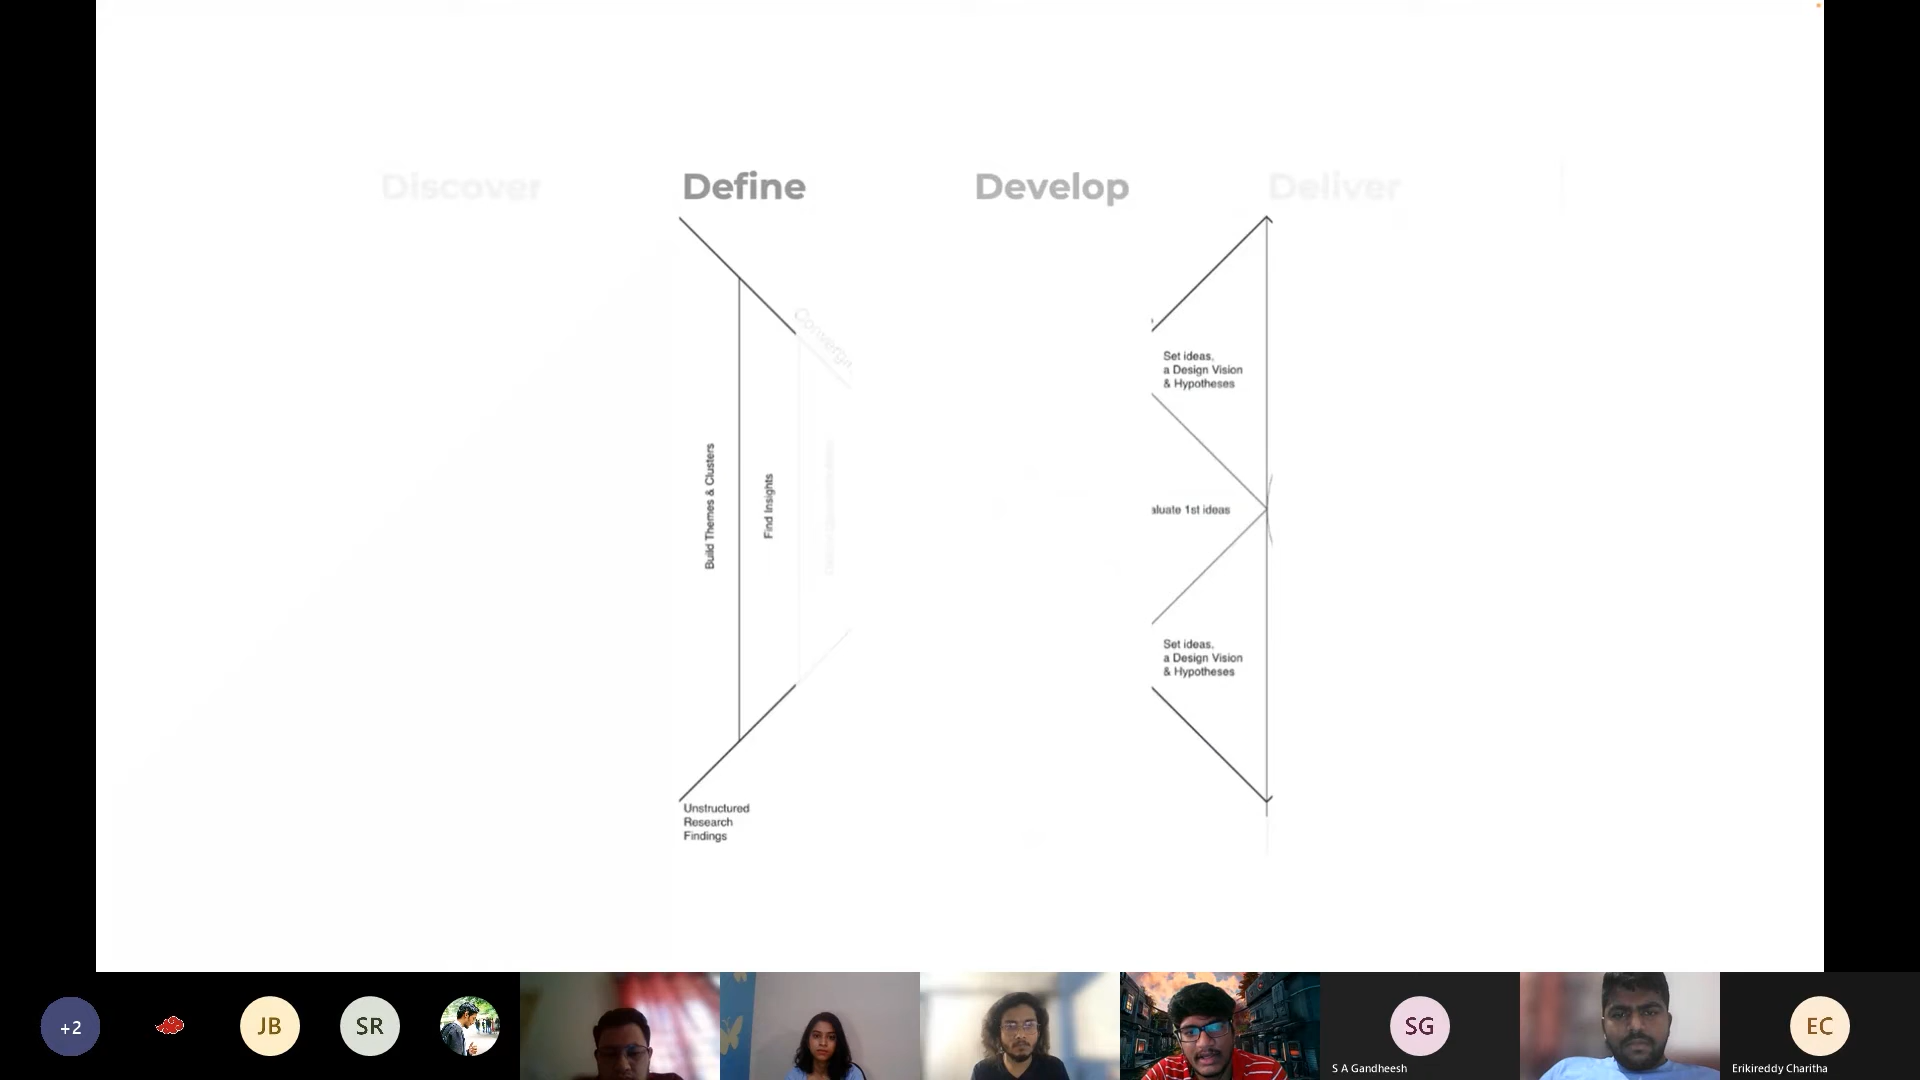 Discover
Define
Develop
Deliver
Set ideas,
a Design Vision
& Hypotheses
Build Themes & Clusters
Find Insights
1st ideas
Set ideas,
a Design Vision
& Hypotheses
Unstructured
Research
Findings
+2
JB
SR
SG
S A Gandheesh
EC
Erikireddy Charitha